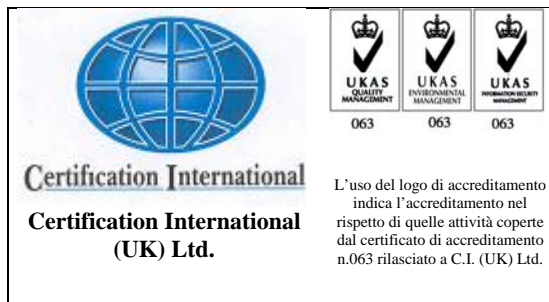 Certification International
Certification International
(UK) Ltd.
UKAS
QUALITY
MANAGEMENT
063
UKAS
ENVIRONMENTAL
MANAGEMENT
063
UKAS
INFORMATION SECURITY
MANAGEMENT
063
L'uso del logo di accreditamento
indica l'accreditamento nel
rispetto di quelle attività coperte
dal certificato di accreditamento
n.063 rilasciato a C.I. (UK) Ltd.